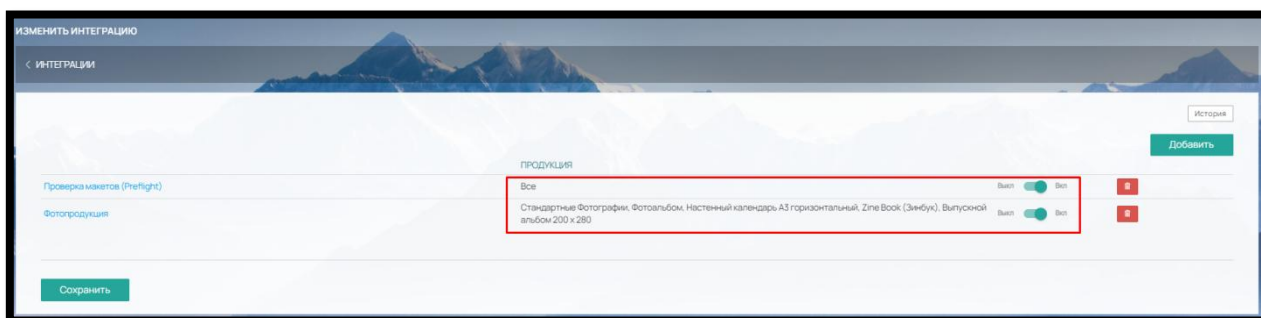 ИЗМЕНИТЬ ИНТЕГРАЦИЮ
< ИНТЕГРАЦИИ
История
Добавить
ПРОДУКЦИЯ
Проверка макетов (Preflight) Все Выкл Вкл
Фотопродукция Стандартные Фотографии, Фотоальбом, Настенный календарь А3 горизонтальный, Zine Book (Зинбук), Выпускной Выкл Вкл
альбом 200 x 280
Сохранить